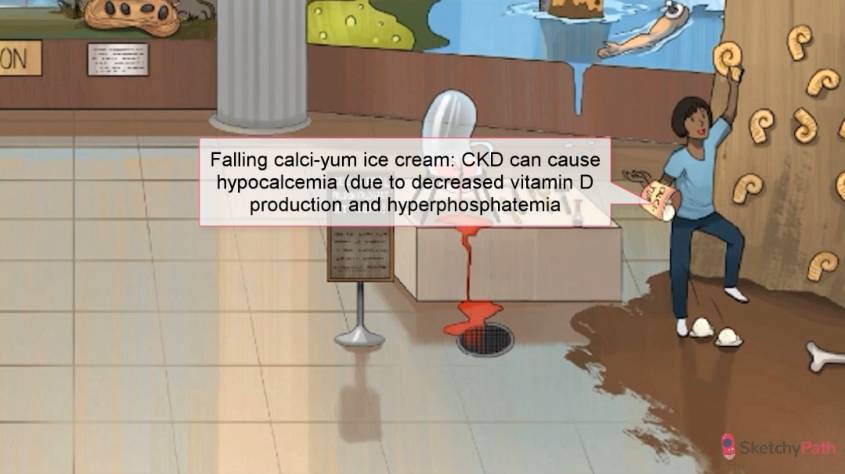 ON
Falling calci-yum ice cream: CKD can cause
hypocalcemia (due to decreased vitamin D
production and hyperphosphatemia
SketchyPath